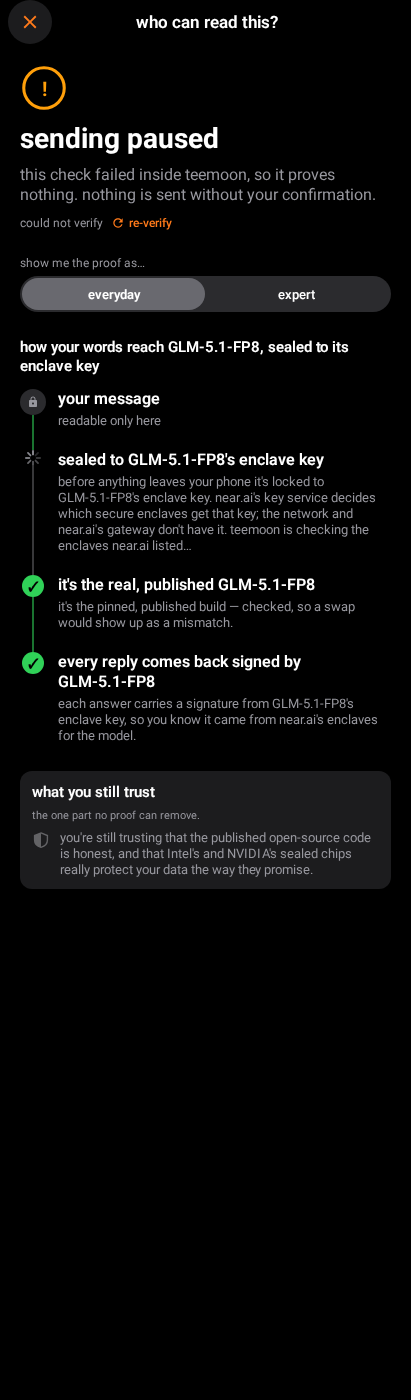 who can read this?
sending paused
this check failed inside teemoon, so it proves
nothing. nothing is sent without your confirmation.
could not verify re-verify
show me the proof as…
everyday expert
how your words reach GLM-5.1-FP8, sealed to its
enclave key
your message
readable only here
sealed to GLM-5.1-FP8's enclave key
before anything leaves your phone it's locked to
GLM-5.1-FP8's enclave key. near.ai's key service decides
which secure enclaves get that key; the network and
near.ai's gateway don't have it. teemoon is checking the
enclaves near.ai listed…
it's the real, published GLM-5.1-FP8
it's the pinned, published build — checked, so a swap
would show up as a mismatch.
every reply comes back signed by
GLM-5.1-FP8
each answer carries a signature from GLM-5.1-FP8's
enclave key, so you know it came from near.ai's enclaves
for the model.
what you still trust
the one part no proof can remove.
you're still trusting that the published open-source code
is honest, and that Intel's and NVIDIA's sealed chips
really protect your data the way they promise.